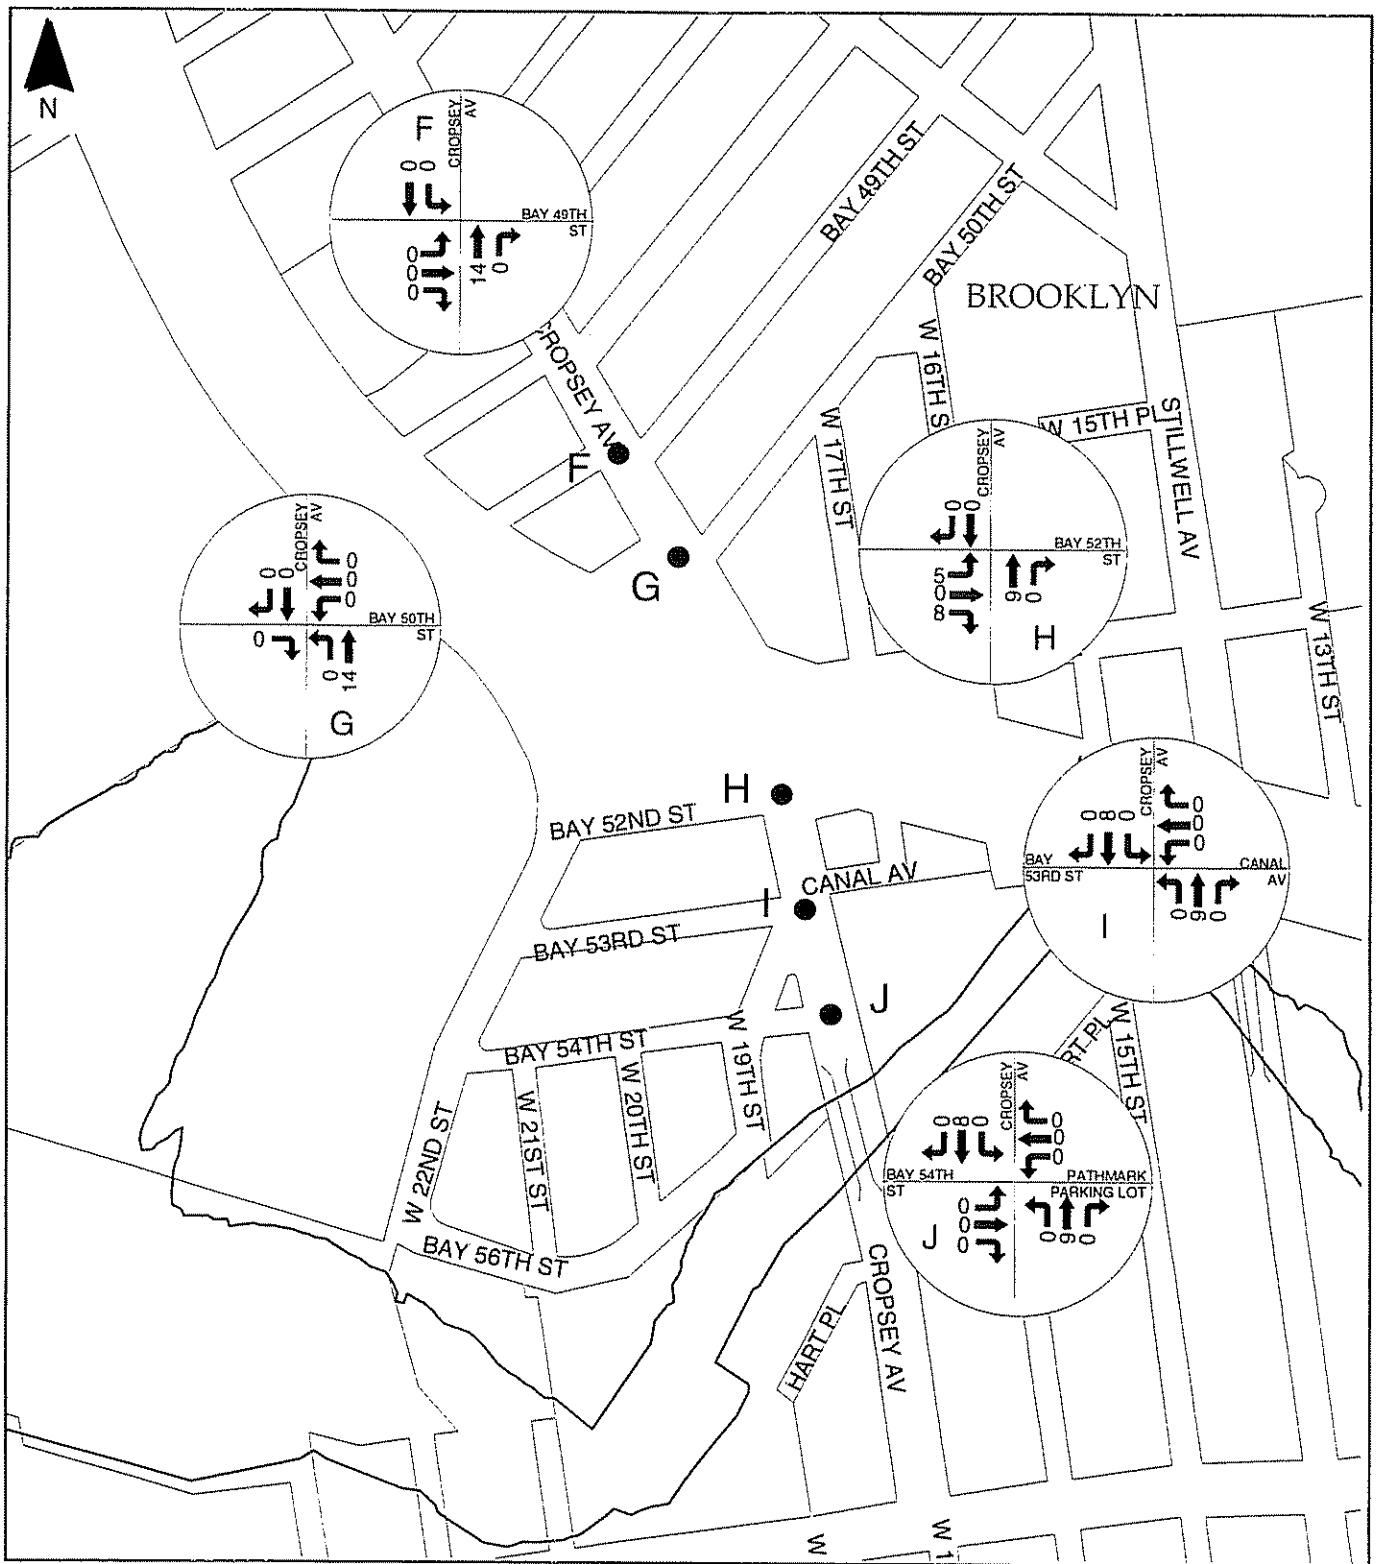 N
F
CROPSEY
AV
0
0
BAY 49TH
ST
0
0
0
14
0
BAY 49TH ST
BAY 50TH ST
BROOKLYN
CROPSEY AV
F
G
W 16TH S
W 17TH ST
W 15TH PL
STILLWELL AV
W 13TH ST
CROPSEY
AV
0
0
BAY 52TH
ST
5
0
8
9
0
H
CROPSEY
AV
0
0
0
0
0
BAY 50TH
ST
0
0
14
G
H
BAY 52ND ST
CANAL AV
I
BAY 53RD ST
CROPSEY
AV
0
8
0
0
0
0
BAY
53RD ST
CANAL
AV
0
9
0
I
J
BAY 54TH ST
W 19TH ST
W 20TH ST
W 21ST ST
W 22ND ST
BAY 56TH ST
RT PL
W 15TH ST
CROPSEY
AV
0
8
0
0
0
0
BAY 54TH
ST
PATHMARK
PARKING LOT
0
0
0
0
9
0
J
CROPSEY AV
HART PL
W
W 1